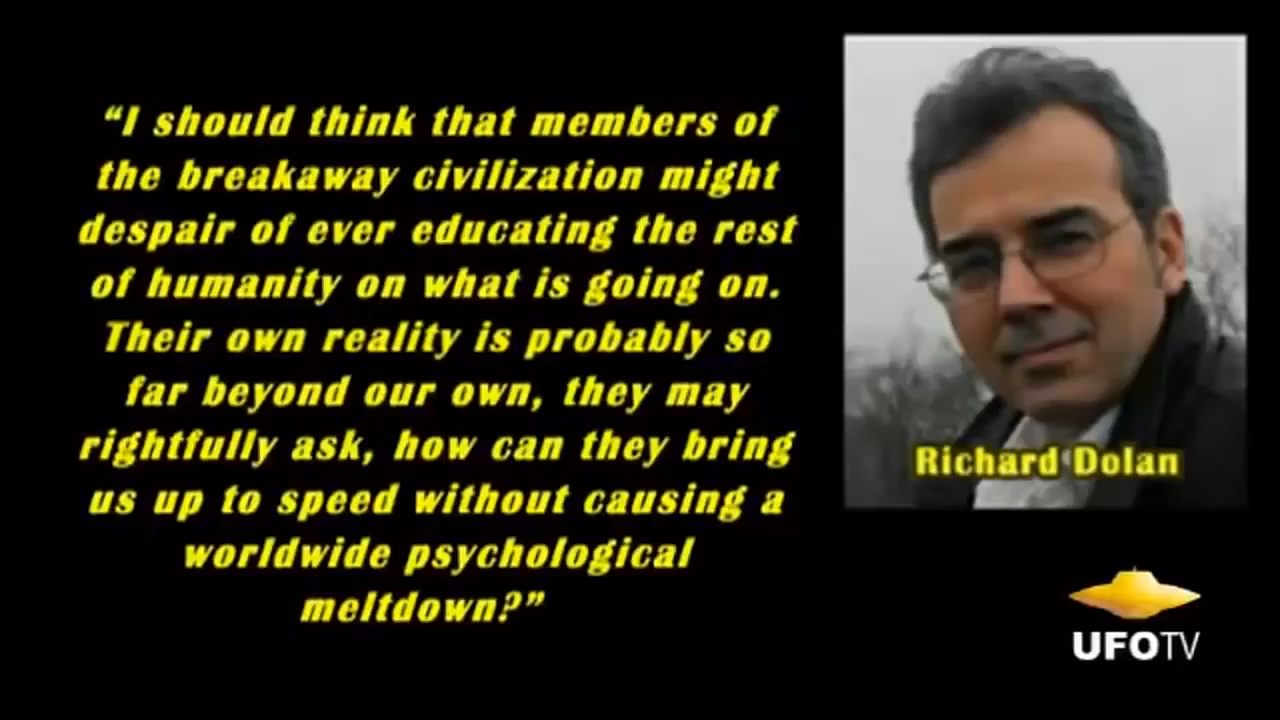 “I should think that members of
the breakaway civilization might
despair of ever educating the rest
of humanity on what is going on.
Their own reality is probably so
far beyond our own, they may
rightfully ask, how can they bring
us up to speed without causing a
worldwide psychological
meltdown?”
Richard Dolan
UFOTV